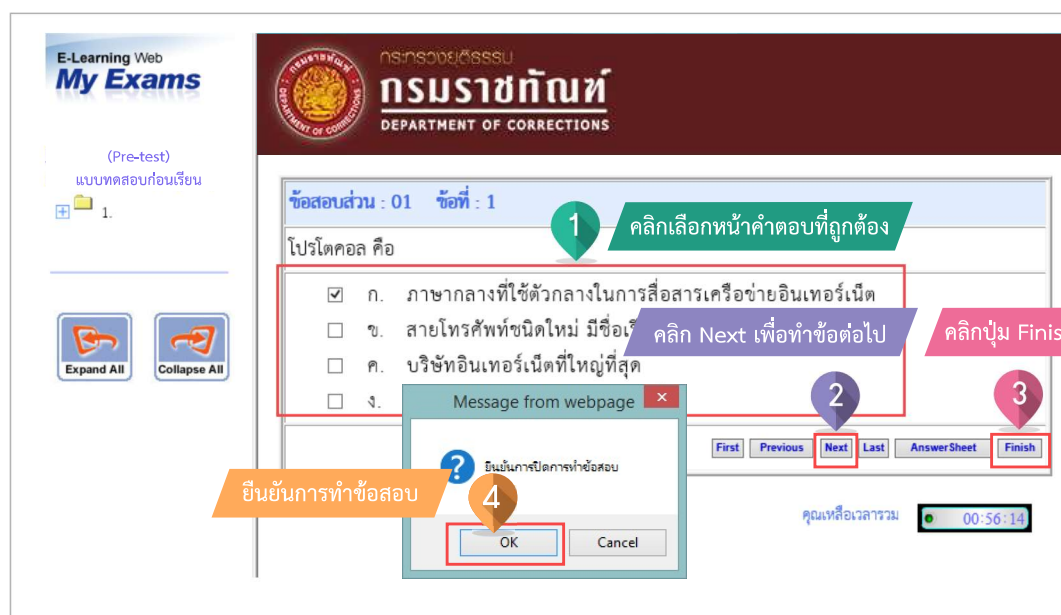 E-Learning Web
My Exams
(Pre-test)
แบบทดสอบก่อนเรียน
1.
Expand All
Collapse All
กระทรวงยุติธรรม
กรมราชทัณฑ์
DEPARTMENT OF CORRECTIONS
ข้อสอบส่วน : 01 ข้อที่ : 1
1 คลิกเลือกหน้าคำตอบที่ถูกต้อง
โปรโตคอล คือ
ก. ภาษากลางที่ใช้ตัวกลางในการสื่อสารเครือข่ายอินเทอร์เน็ต
ข. สายโทรศัพท์ชนิดใหม่ มีชื่อ
คลิก Next เพื่อทำข้อต่อไป
คลิกปุ่ม Finis
ค. บริษัทอินเทอร์เน็ตที่ใหญ่ที่สุด
ง.
2
3
First Previous Next Last AnswerSheet Finish
Message from webpage
ยืนยันการปิดการทำข้อสอบ
ยืนยันการทำข้อสอบ
4
OK Cancel
คุณเหลือเวลารวม 00:56:14